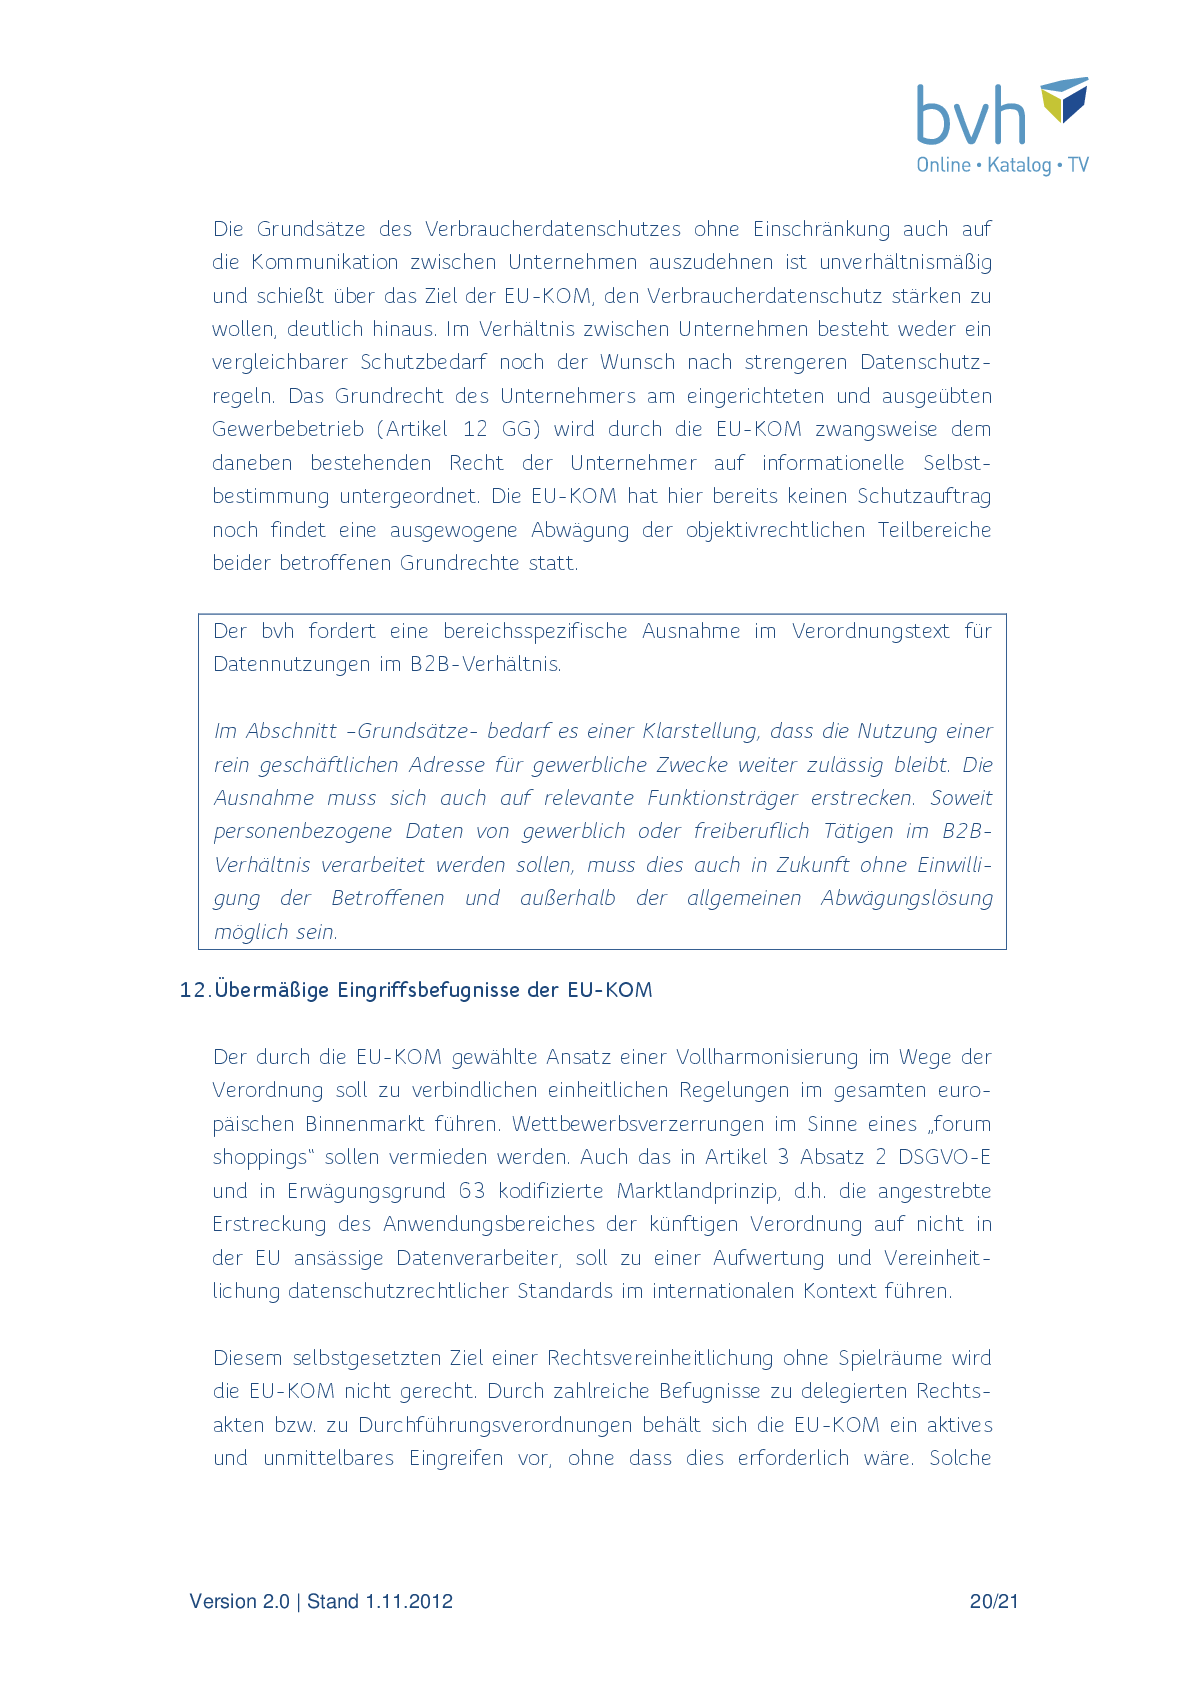 bvh
Online • Katalog • TV
Die Grundsätze des Verbraucherdatenschutzes ohne Einschränkung auch auf
die Kommunikation zwischen Unternehmen auszudehnen ist unverhältnismäßig
und schießt über das Ziel der EU-KOM, den Verbraucherdatenschutz stärken zu
wollen, deutlich hinaus. Im Verhältnis zwischen Unternehmen besteht weder ein
vergleichbarer Schutzbedarf noch der Wunsch nach strengeren Datenschutz-
regeln. Das Grundrecht des Unternehmers am eingerichteten und ausgeübten
Gewerbebetrieb (Artikel 12 GG) wird durch die EU-KOM zwangsweise dem
daneben bestehenden Recht der Unternehmer auf informationelle Selbst-
bestimmung untergeordnet. Die EU-KOM hat hier bereits keinen Schutzauftrag
noch findet eine ausgewogene Abwägung der objektivrechtlichen Teilbereiche
beider betroffenen Grundrechte statt.
Der bvh fordert eine bereichsspezifische Ausnahme im Verordnungstext für
Datennutzungen im B2B-Verhältnis.
Im Abschnitt –Grundsätze- bedarf es einer Klarstellung, dass die Nutzung einer
rein geschäftlichen Adresse für gewerbliche Zwecke weiter zulässig bleibt. Die
Ausnahme muss sich auch auf relevante Funktionsträger erstrecken. Soweit
personenbezogene Daten von gewerblich oder freiberuflich Tätigen im B2B-
Verhältnis verarbeitet werden sollen, muss dies auch in Zukunft ohne Einwilli-
gung der Betroffenen und außerhalb der allgemeinen Abwägungslösung
möglich sein.
12.Übermäßige Eingriffsbefugnisse der EU-KOM
Der durch die EU-KOM gewählte Ansatz einer Vollharmonisierung im Wege der
Verordnung soll zu verbindlichen einheitlichen Regelungen im gesamten euro-
päischen Binnenmarkt führen. Wettbewerbsverzerrungen im Sinne eines „forum
shoppings“ sollen vermieden werden. Auch das in Artikel 3 Absatz 2 DSGVO-E
und in Erwägungsgrund 63 kodifizierte Marktlandprinzip, d.h. die angestrebte
Erstreckung des Anwendungsbereiches der künftigen Verordnung auf nicht in
der EU ansässige Datenverarbeiter, soll zu einer Aufwertung und Vereinheit-
lichung datenschutzrechtlicher Standards im internationalen Kontext führen.
Diesem selbstgesetzten Ziel einer Rechtsvereinheitlichung ohne Spielräume wird
die EU-KOM nicht gerecht. Durch zahlreiche Befugnisse zu delegierten Rechts-
akten bzw. zu Durchführungsverordnungen behält sich die EU-KOM ein aktives
und unmittelbares Eingreifen vor, ohne dass dies erforderlich wäre. Solche
Version 2.0 | Stand 1.11.2012
20/21